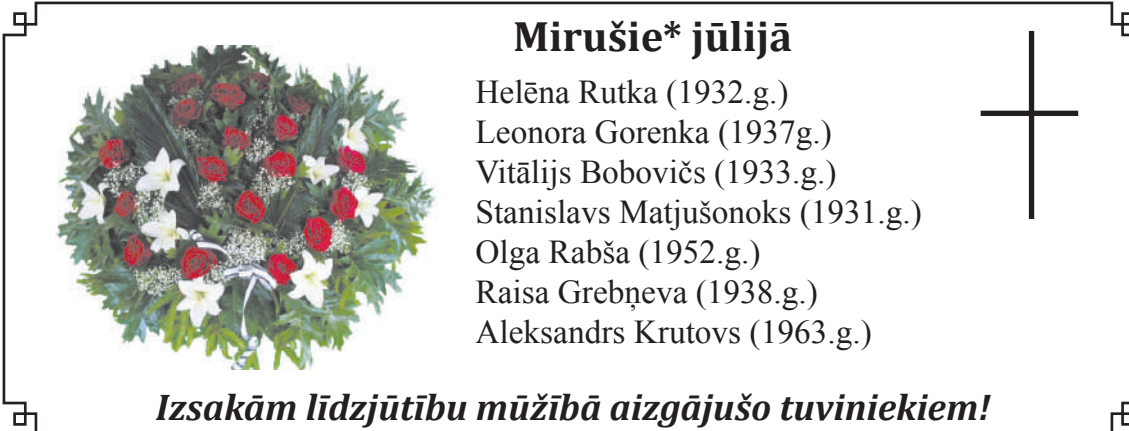 Mirušie* jūlijā
Helēna Rutka (1932.g.)
Leonora Gorenka (1937g.)
Vitālijs Bobovičs (1933.g.)
Stanislavs Matjušonoks (1931.g.)
Olga Rabša (1952.g.)
Raisa Grebņeva (1938.g.)
Aleksandrs Krutovs (1963.g.)
Izsakām līdzjūtību mūžībā aizgājušo tuviniekiem!